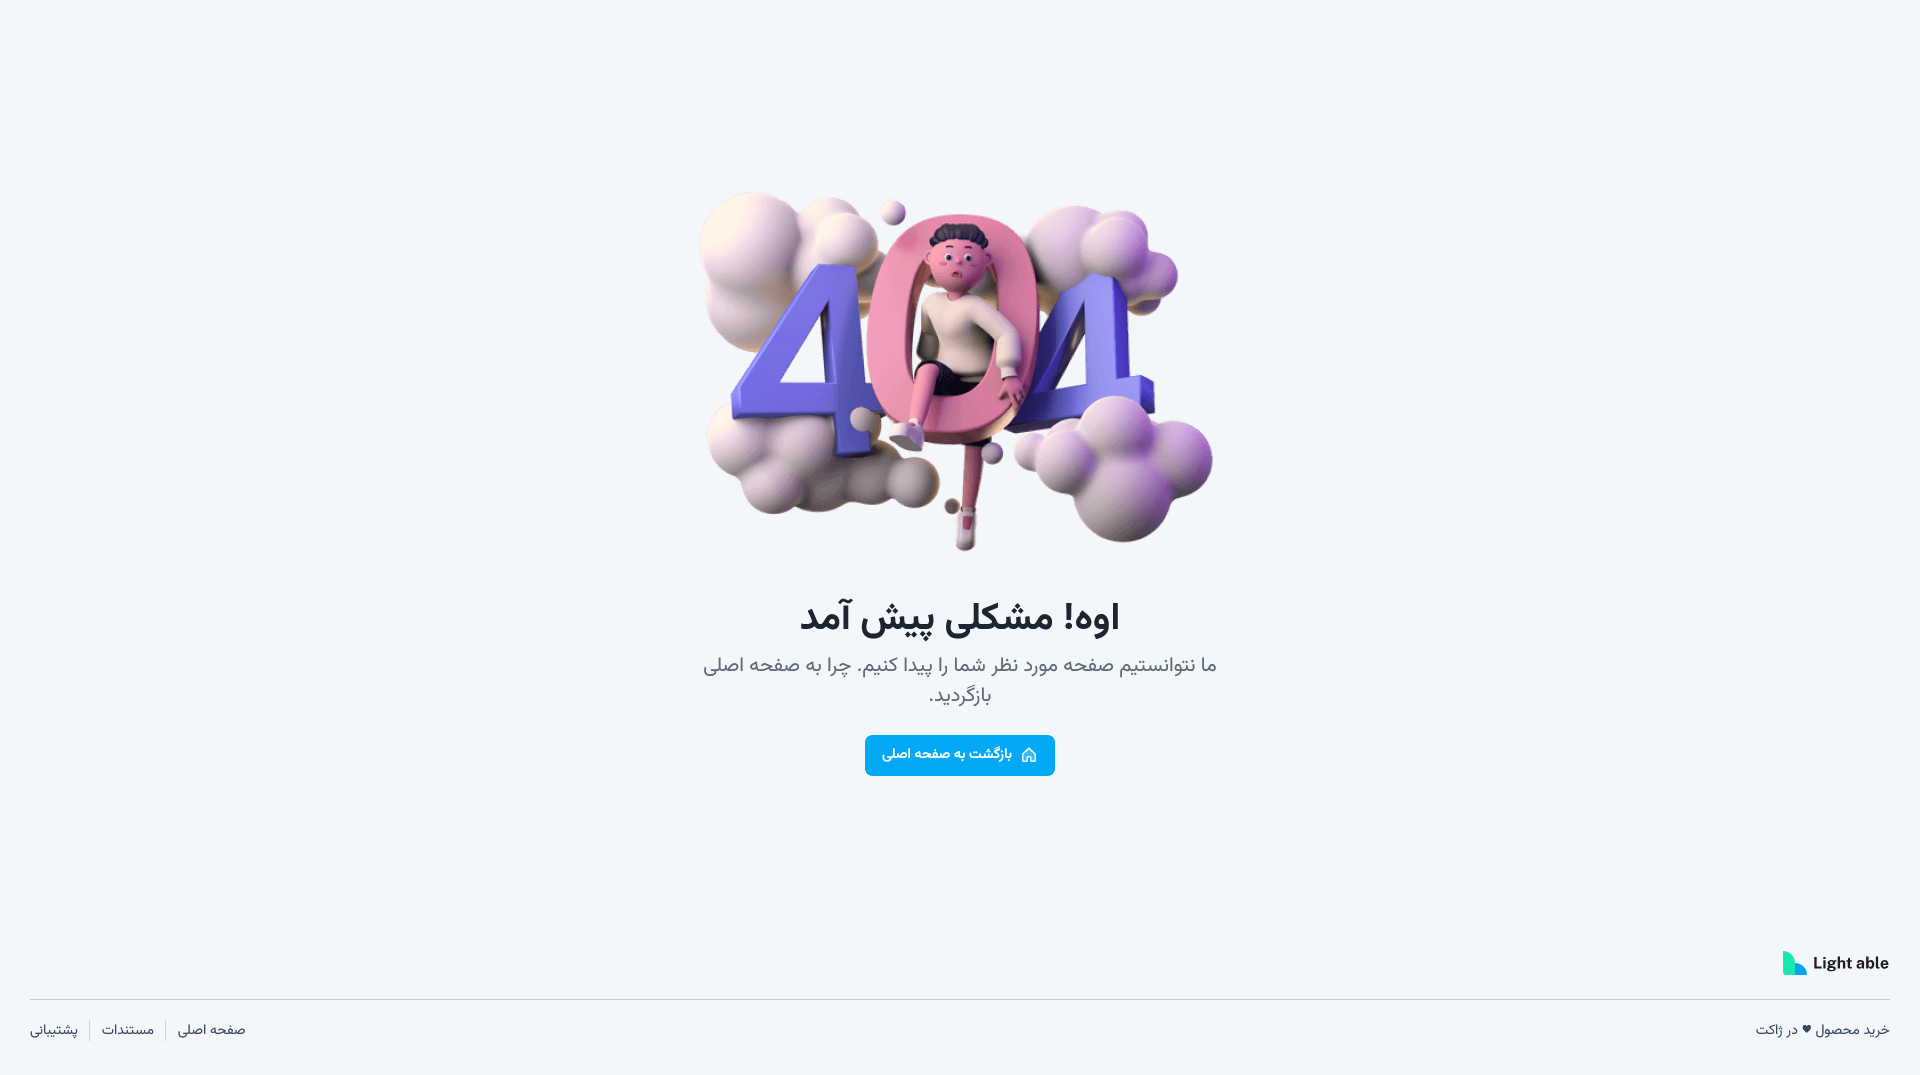 404
اوه! مشکلی پیش آمد
ما نتوانستیم صفحه مورد نظر شما را پیدا کنیم. چرا به صفحه اصلی
بازگردید.
بازگشت به صفحه اصلی
Light able
خرید محصول ♥ در ژاکت
صفحه اصلی
مستندات
پشتیبانی